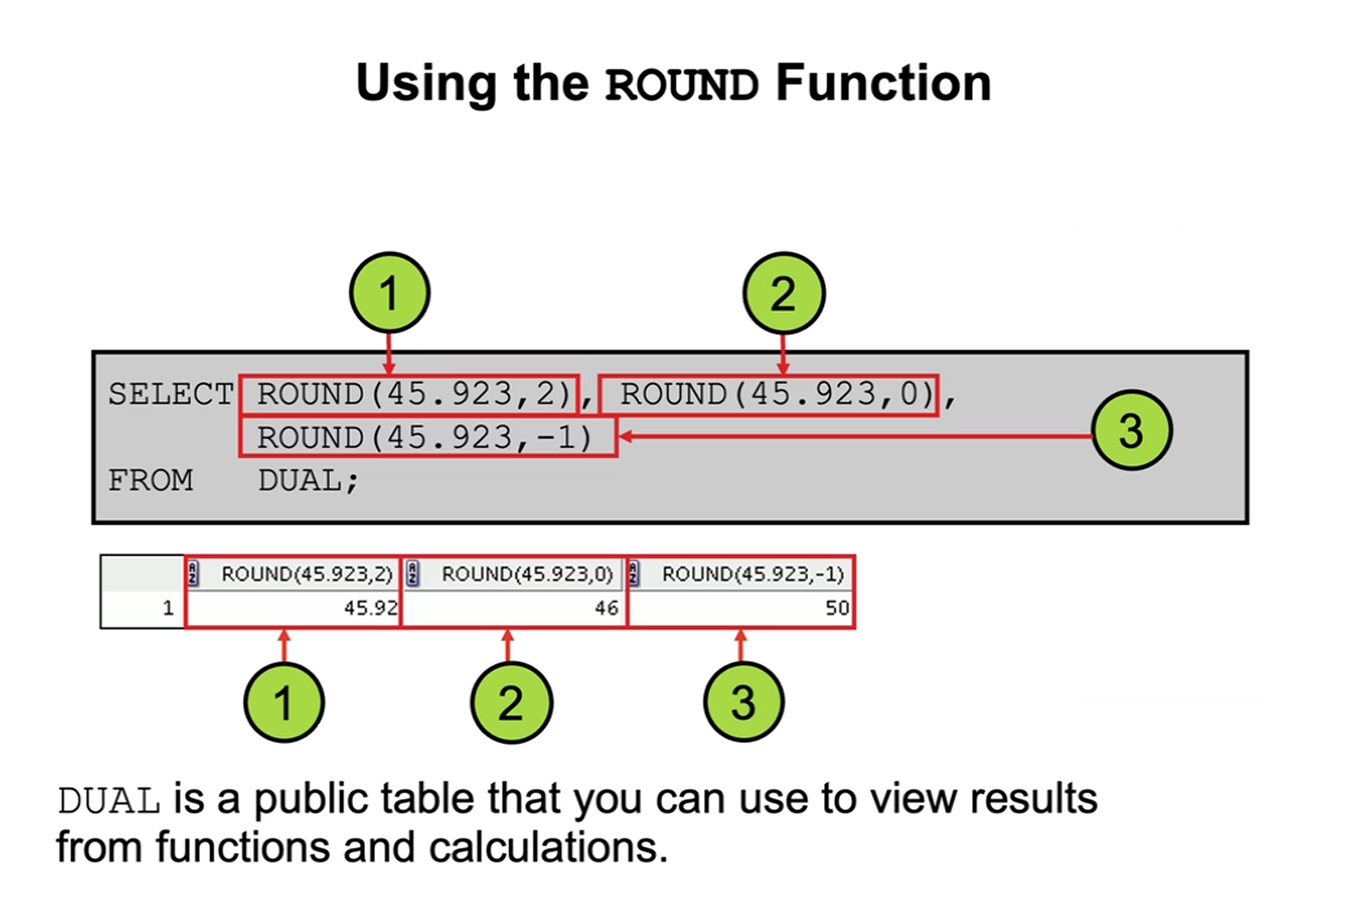 Using the ROUND Function
1 2
SELECT ROUND(45.923,2), ROUND(45.923,0),
ROUND(45.923,-1) 3
FROM DUAL;
ROUND(45.923,2) ROUND(45.923,0) ROUND(45.923,-1)
1 45.92 46 50
1 2 3
DUAL is a public table that you can use to view results
from functions and calculations.